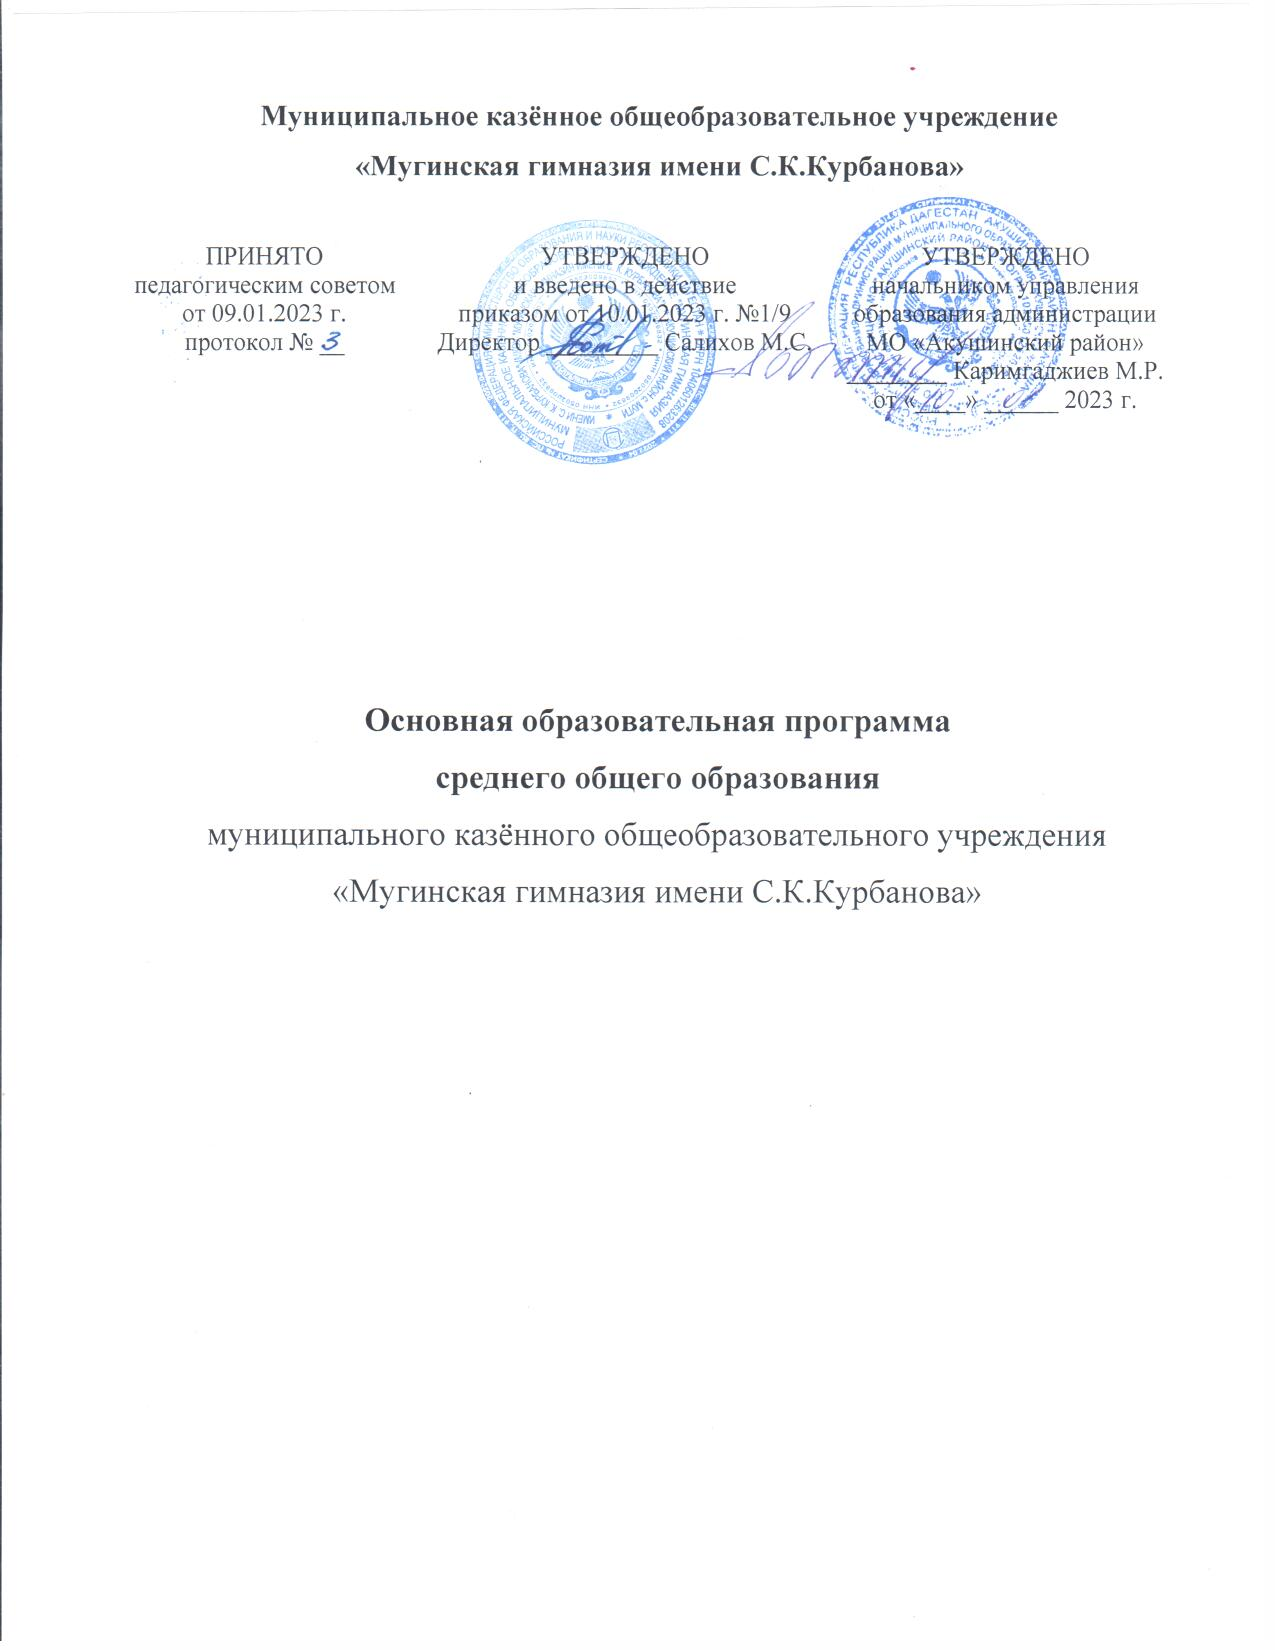 Муниципальное казённое общеобразовательное учреждение
«Мугинская гимназия имени С.К.Курбанова»
ПРИНЯТО
педагогическим советом
от 09.01.2023 г.
протокол № 3
УТВЕРЖДЕНО
и введено в действие
приказом от 10.01.2023 г. №1/9
Директор Салихов М.С.
УТВЕРЖДЕНО
начальником управления
образования администрации
МО «Акушинский район»
Каримгаджиев М.Р.
от «10» 2023 г.
Основная образовательная программа
среднего общего образования
муниципального казённого общеобразовательного учреждения
«Мугинская гимназия имени С.К.Курбанова»